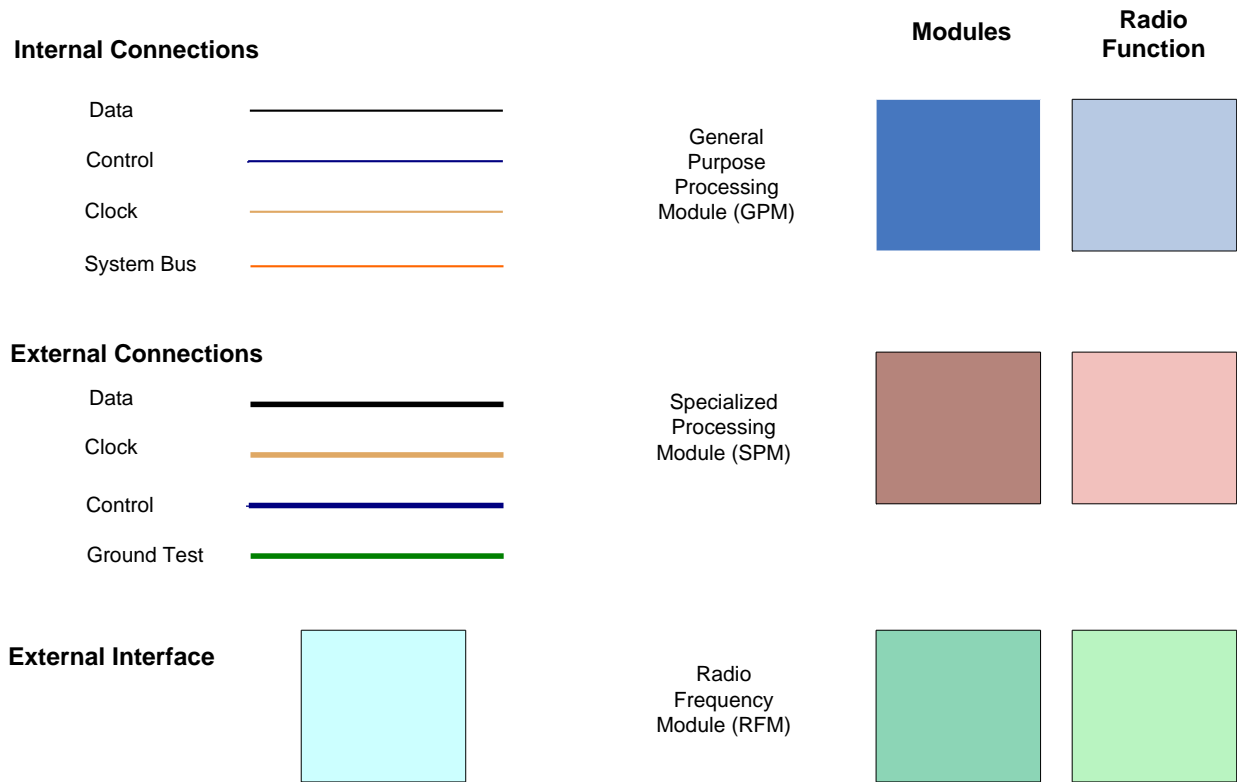 Internal Connections
Data
Control
Clock
System Bus
External Connections
Data
Clock
Control
Ground Test
External Interface
Modules
Radio
Function
General
Purpose
Processing
Module (GPM)
Specialized
Processing
Module (SPM)
Radio
Frequency
Module (RFM)